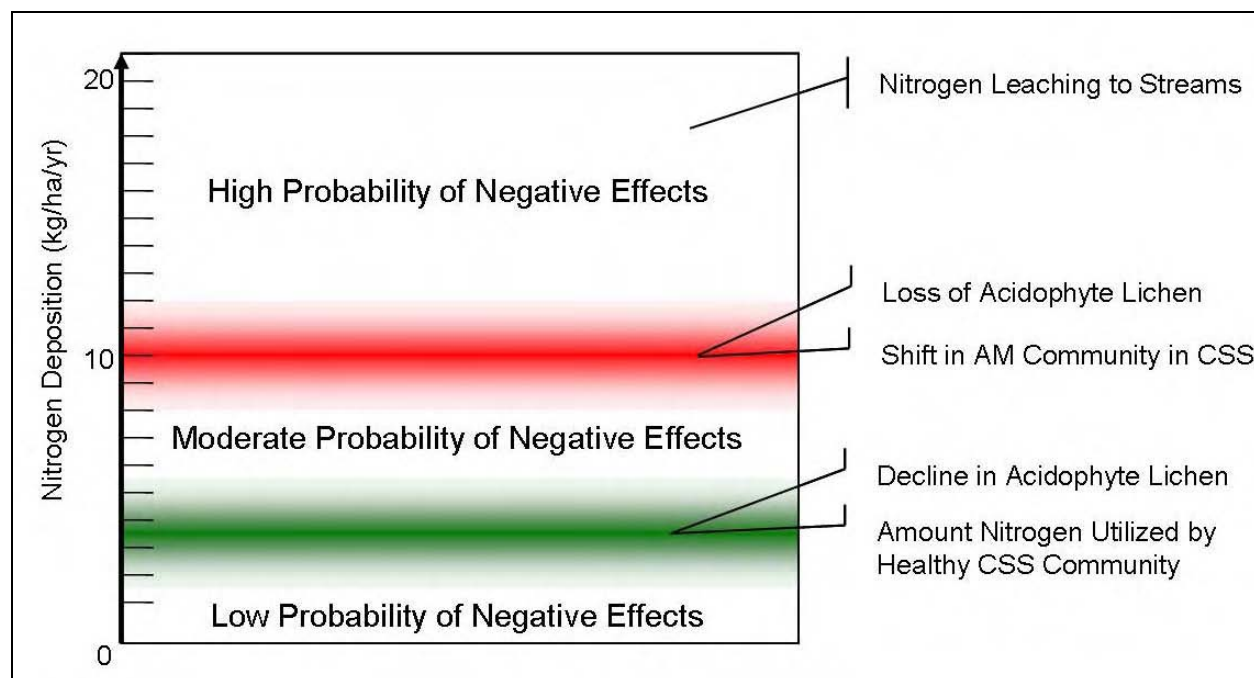 20
Nitrogen Leaching to Streams
High Probability of Negative Effects
Nitrogen Deposition (kg/ha/yr)
Loss of Acidophyte Lichen
10
Shift in AM Community in CSS
Moderate Probability of Negative Effects
Decline in Acidophyte Lichen
Amount Nitrogen Utilized by
Healthy CSS Community
Low Probability of Negative Effects
0